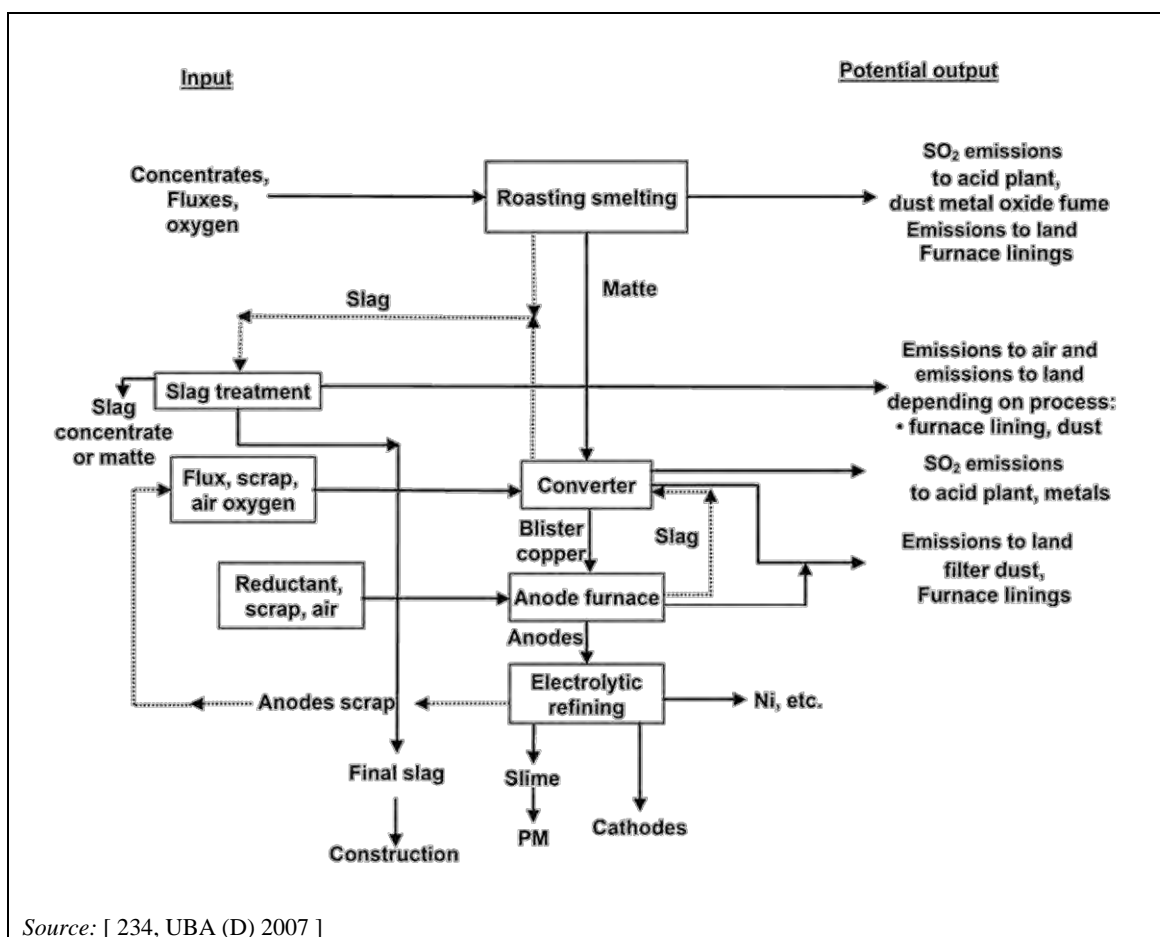 Input
Potential output
Concentrates,
Fluxes,
oxygen
Roasting smelting
SO₂ emissions
to acid plant,
dust metal oxide fume
Emissions to land
Furnace linings
Matte
Slag
Slag treatment
Emissions to air and
emissions to land
depending on process:
• furnace lining, dust
Slag
concentrate
or matte
Flux, scrap,
air oxygen
Converter
SO₂ emissions
to acid plant, metals
Blister
copper
Slag
Emissions to land
filter dust,
Furnace linings
Reductant,
scrap, air
Anode furnace
Anodes
Anodes scrap
Electrolytic
refining
Ni, etc.
Final slag
Slime
Cathodes
PM
Construction
Source: [ 234, UBA (D) 2007 ]